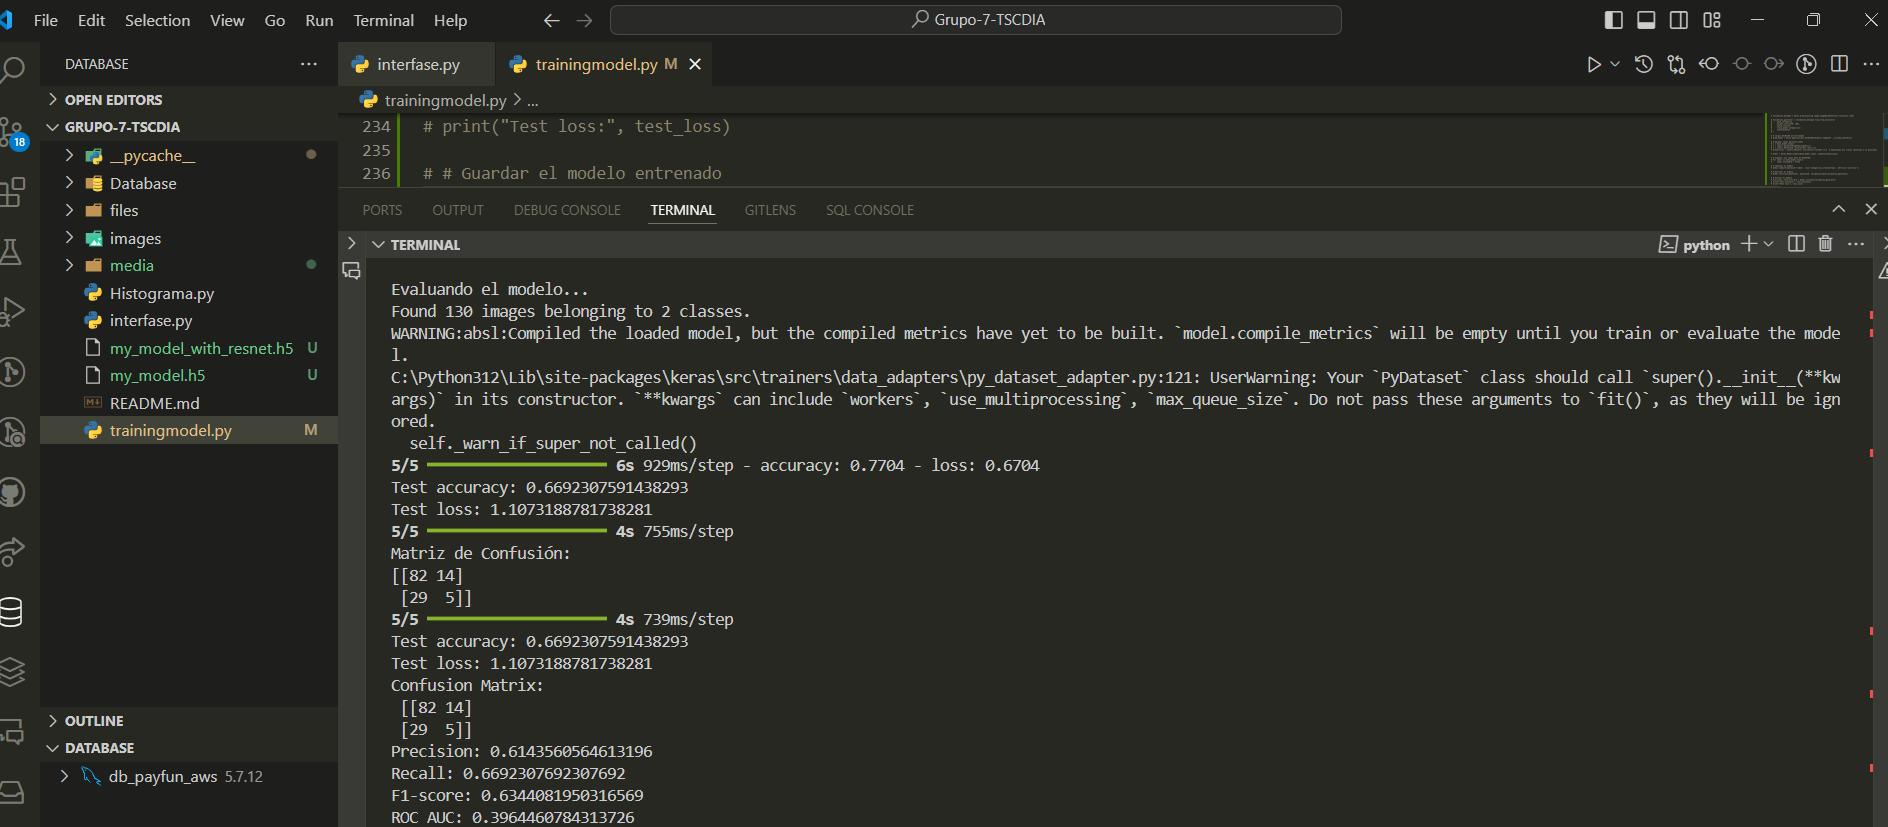 File Edit Selection View Go Run Terminal Help
Grupo-7-TSCDIA
DATABASE
interfase.py
trainingmodel.py M
OPEN EDITORS
trainingmodel.py > ...
GRUPO-7-TSCDIA
18
234 # print("Test loss:", test_loss)
235
236 # # Guardar el modelo entrenado
__pycache__
Database
files
images
media
Histograma.py
interfase.py
my_model_with_resnet.h5 U
my_model.h5 U
README.md
trainingmodel.py M
OUTLINE
DATABASE
db_payfun_aws 5.7.12
PORTS OUTPUT DEBUG CONSOLE TERMINAL GITLENS SQL CONSOLE
TERMINAL
python
Evaluando el modelo...
Found 130 images belonging to 2 classes.
WARNING:absl:Compiled the loaded model, but the compiled metrics have yet to be built. `model.compile_metrics` will be empty until you train or evaluate the mode
l.
C:\Python312\Lib\site-packages\keras\src\trainers\data_adapters\py_dataset_adapter.py:121: UserWarning: Your `PyDataset` class should call `super().__init__(**kw
args)` in its constructor. `**kwargs` can include `workers`, `use_multiprocessing`, `max_queue_size`. Do not pass these arguments to `fit()`, as they will be ign
ored.
self._warn_if_super_not_called()
5/5 6s 929ms/step - accuracy: 0.7704 - loss: 0.6704
Test accuracy: 0.6692307591438293
Test loss: 1.1073188781738281
5/5 4s 755ms/step
Matriz de Confusión:
[[82 14]
[29 5]]
5/5 4s 739ms/step
Test accuracy: 0.6692307591438293
Test loss: 1.1073188781738281
Confusion Matrix:
[[82 14]
[29 5]]
Precision: 0.6143560564613196
Recall: 0.6692307692307692
F1-score: 0.6344081950316569
ROC AUC: 0.3964460784313726